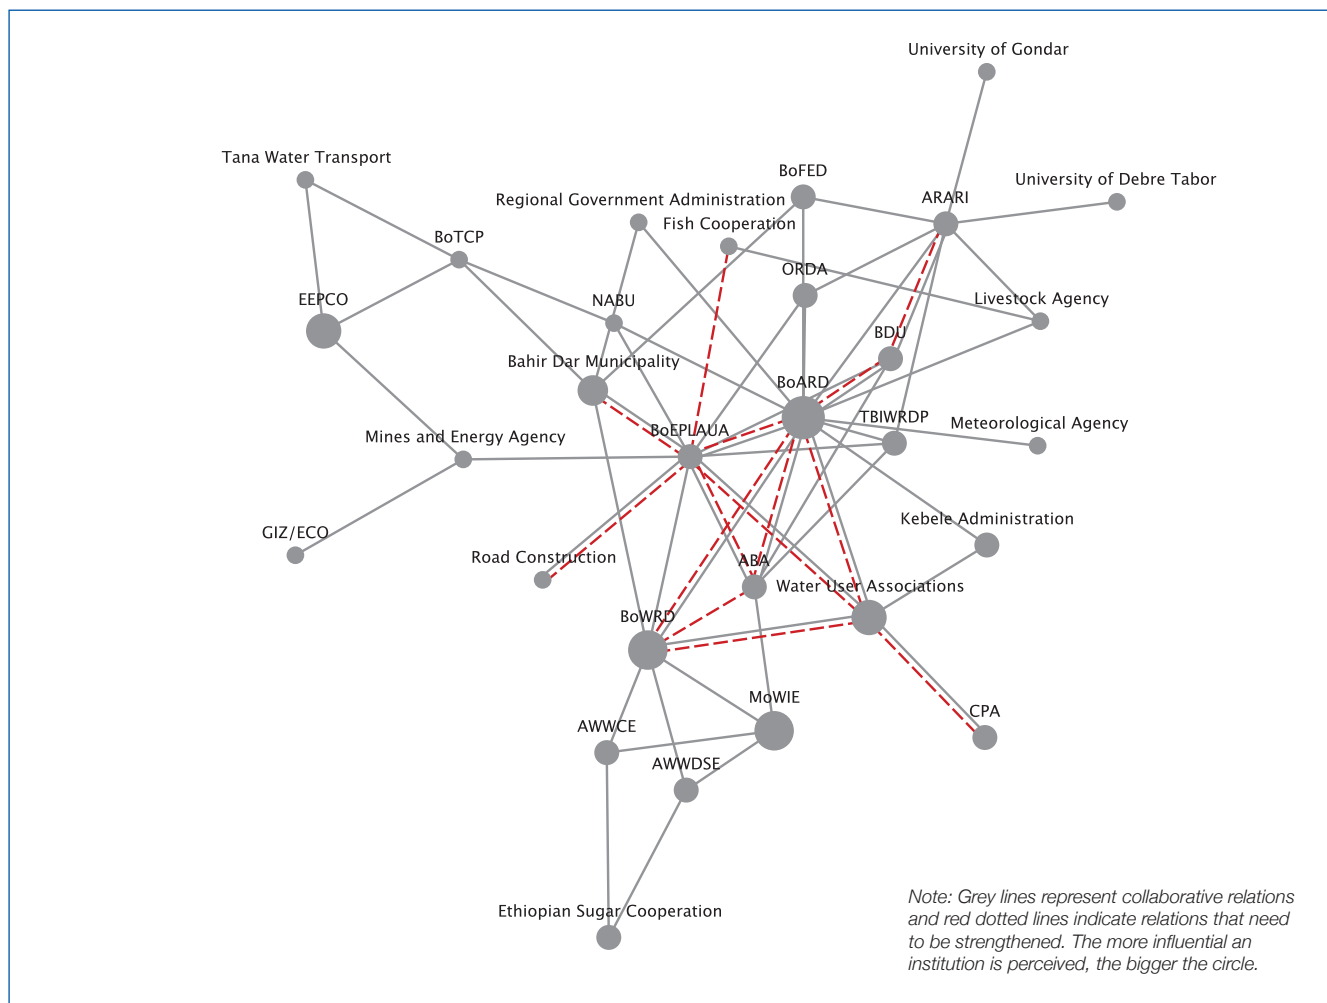 University of Gondar
Tana Water Transport
BoFED
University of Debre Tabor
Regional Government Administration
ARARI
Fish Cooperation
BoTCP
ORDA
EEPCO
NABU
Livestock Agency
BDU
Bahir Dar Municipality
BoARD
TBIWRDP
Meteorological Agency
BoEPLAUA
Mines and Energy Agency
Kebele Administration
GIZ/ECO
Road Construction
ABA
Water User Associations
BoWRD
MoWIE
CPA
AWWCE
AWWDSE
Ethiopian Sugar Cooperation
Note: Grey lines represent collaborative relations
and red dotted lines indicate relations that need
to be strengthened. The more influential an
institution is perceived, the bigger the circle.